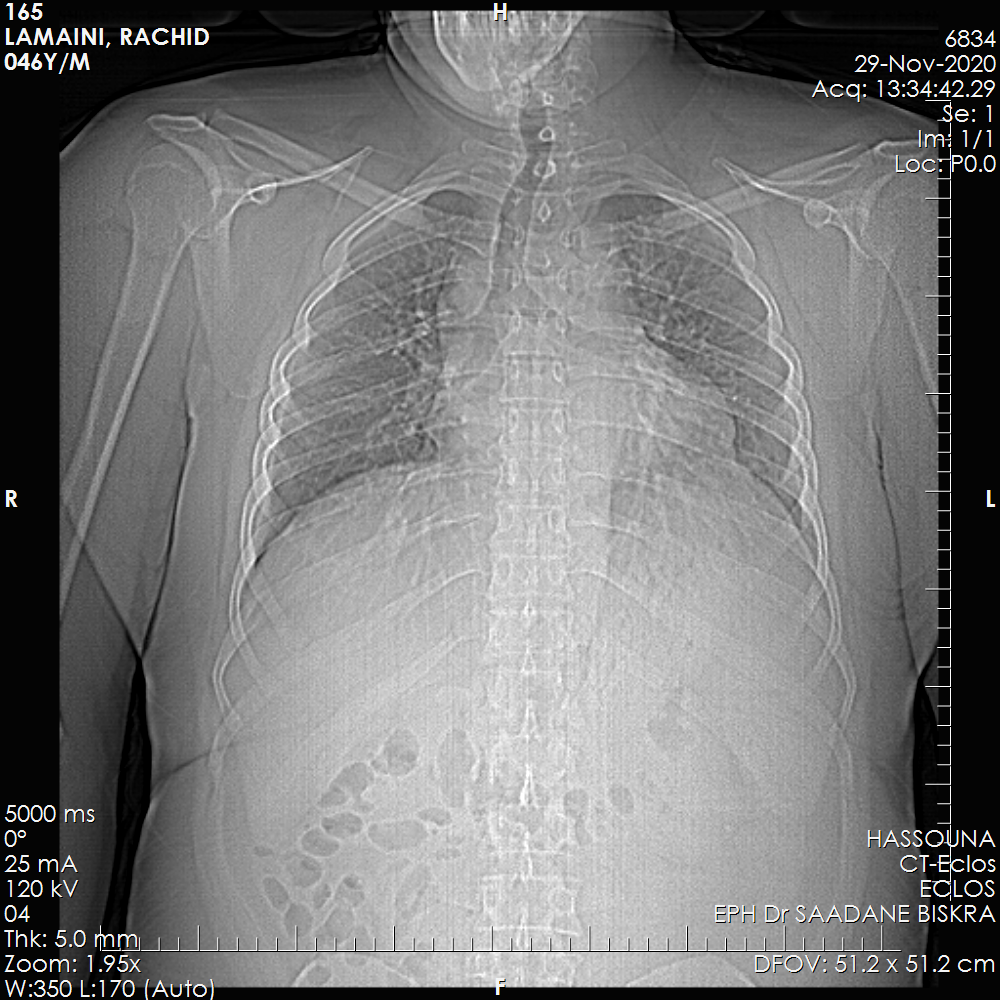 165
LAMAINI, RACHID
046Y/M
H
6834
29-Nov-2020
Acq: 13:34:42.29
Se: 1
Im: 1/1
Loc: P0.0
R
L
5000 ms
0°
25 mA
120 kV
04
Thk: 5.0 mm
Zoom: 1.95x
W:350 L:170 (Auto)
F
HASSOUNA
CT-Eclos
ECLOS
EPH Dr SAADANE BISKRA
DFOV: 51.2 x 51.2 cm